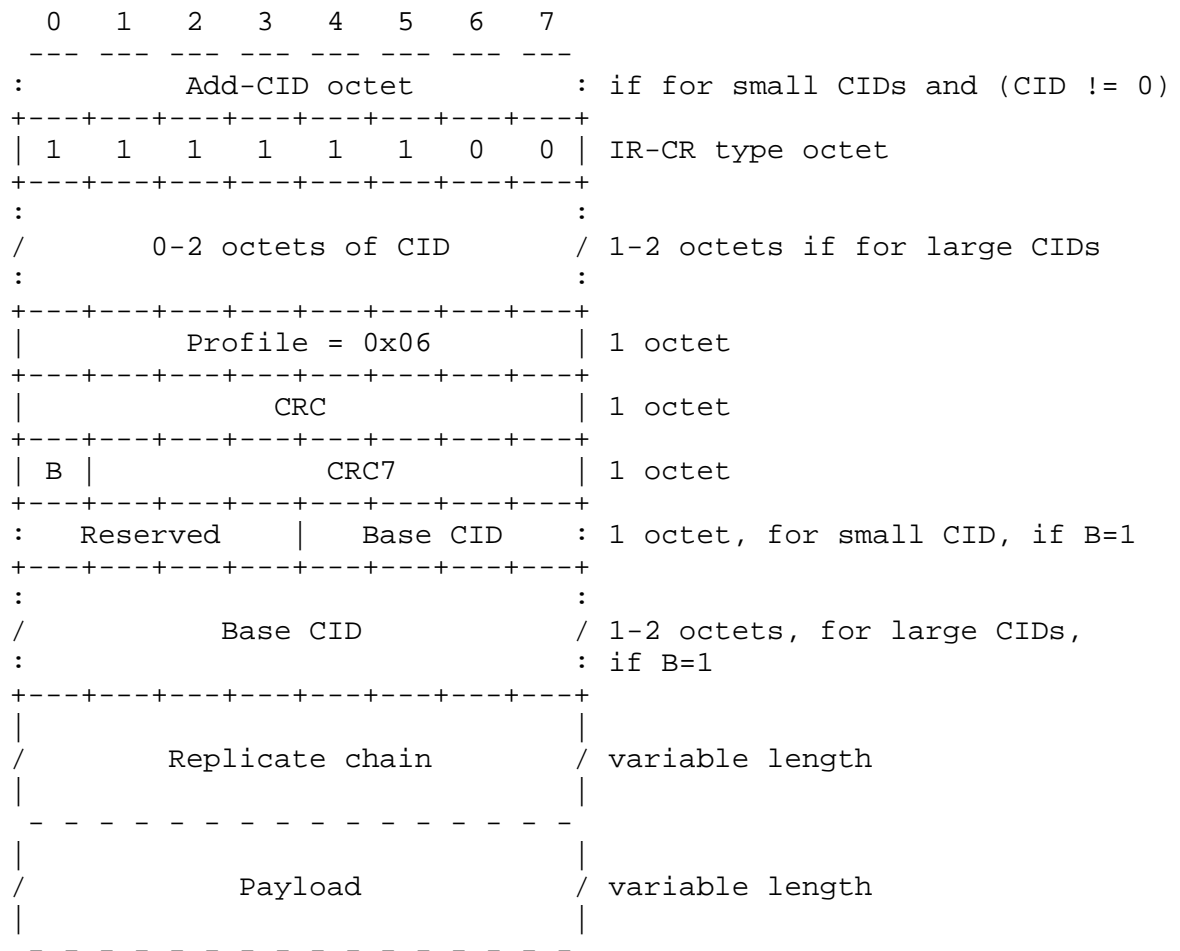 0   1   2   3   4   5   6   7
 --- --- --- --- --- --- --- ---
:         Add-CID octet         : if for small CIDs and (CID != 0)
+---+---+---+---+---+---+---+---+
| 1   1   1   1   1   1   0   0 | IR-CR type octet
+---+---+---+---+---+---+---+---+
:                               :
/       0-2 octets of CID       / 1-2 octets if for large CIDs
:                               :
+---+---+---+---+---+---+---+---+
|         Profile = 0x06        | 1 octet
+---+---+---+---+---+---+---+---+
|              CRC              | 1 octet
+---+---+---+---+---+---+---+---+
| B |             CRC7          | 1 octet
+---+---+---+---+---+---+---+---+
:   Reserved    |   Base CID    : 1 octet, for small CID, if B=1
+---+---+---+---+---+---+---+---+
:                               :
/           Base CID            / 1-2 octets, for large CIDs,
:                               : if B=1
+---+---+---+---+---+---+---+---+
|                               |
/        Replicate chain        / variable length
|                               |
 - - - - - - - - - - - - - - - -
|                               |
/            Payload            / variable length
|                               |
 - - - - - - - - - - - - - - - -